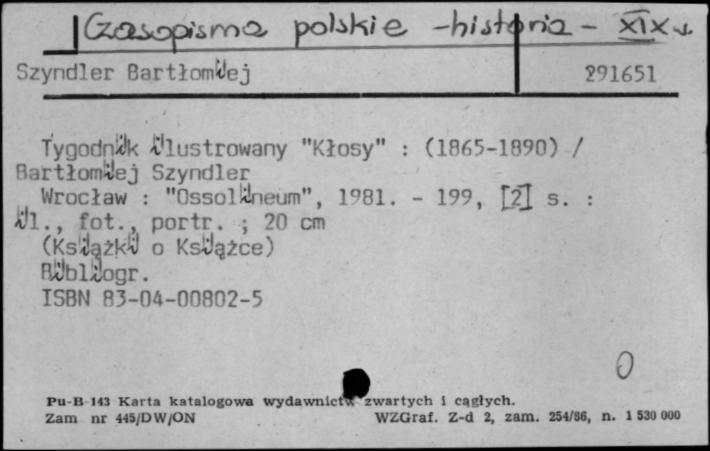 Czasopisma polskie - historia - XIX w.
Szyndler Bartłomiej 291651
Tygodnik ilustrowany "Kłosy" : (1865-1890) /
Bartłomiej Szyndler
Wrocław : "Ossolineum", 1981. - 199, [2] s. :
il., fot., portr. ; 20 cm
(Książki o Książce)
Bibliogr.
ISBN 83-04-00802-5
0
Pu-B-143 Karta katalogowa wydawnictw zwartych i ciągłych.
Zam nr 445/DW/ON WZGraf. Z-d 2, zam. 254/86, n. 1 530 000